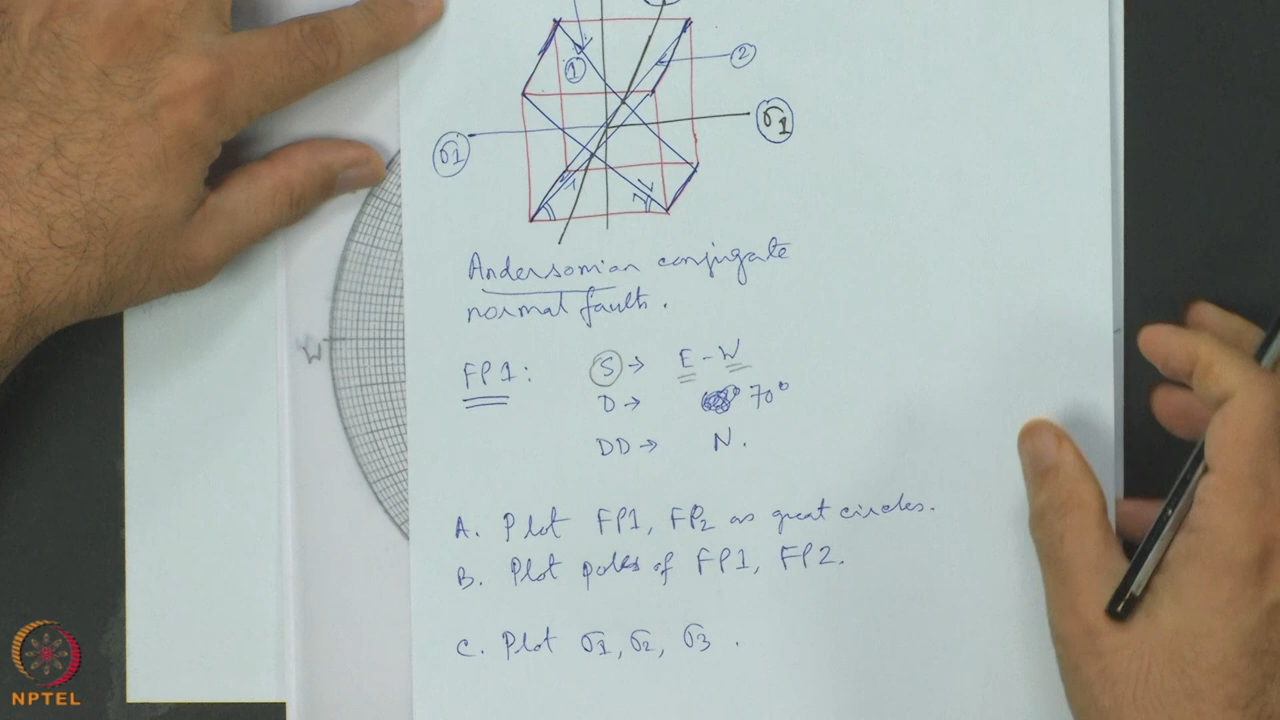 ①
②
σ1
σ1
Andersonian conjugate
normal fault.
W
FP1: S → E-W
D → 70°
DD → N.
A. Plot FP1, FP2 as great circles.
B. Plot poles of FP1, FP2.
C. Plot σ1, σ2, σ3.
NPTEL